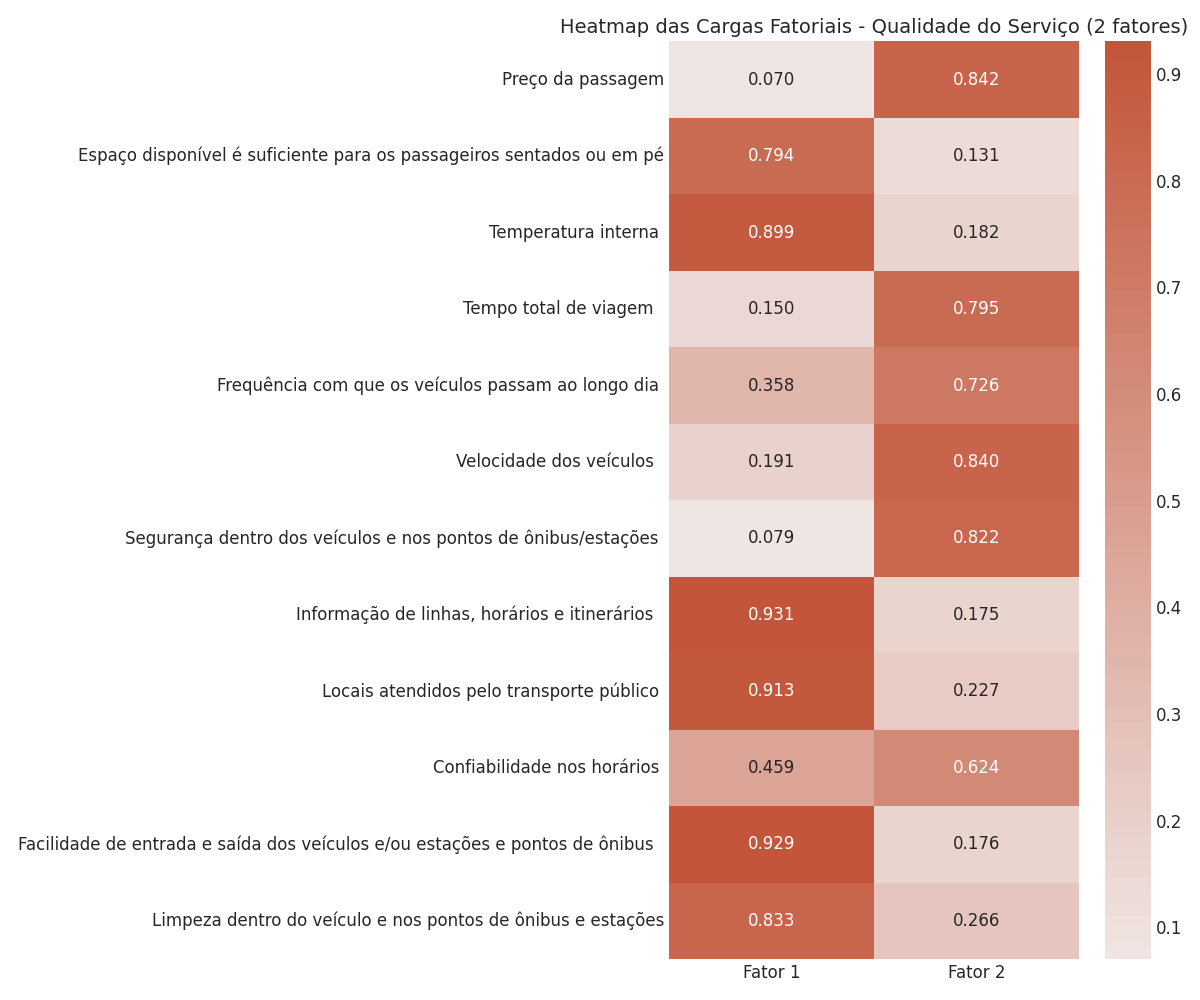 Heatmap das Cargas Fatoriais - Qualidade do Serviço (2 fatores)
Preço da passagem 0.070 0.842
Espaço disponível é suficiente para os passageiros sentados ou em pé 0.794 0.131
Temperatura interna 0.899 0.182
Tempo total de viagem 0.150 0.795
Frequência com que os veículos passam ao longo dia 0.358 0.726
Velocidade dos veículos 0.191 0.840
Segurança dentro dos veículos e nos pontos de ônibus/estações 0.079 0.822
Informação de linhas, horários e itinerários 0.931 0.175
Locais atendidos pelo transporte público 0.913 0.227
Confiabilidade nos horários 0.459 0.624
Facilidade de entrada e saída dos veículos e/ou estações e pontos de ônibus 0.929 0.176
Limpeza dentro do veículo e nos pontos de ônibus e estações 0.833 0.266
Fator 1 Fator 2
0.9
0.8
0.7
0.6
0.5
0.4
0.3
0.2
0.1